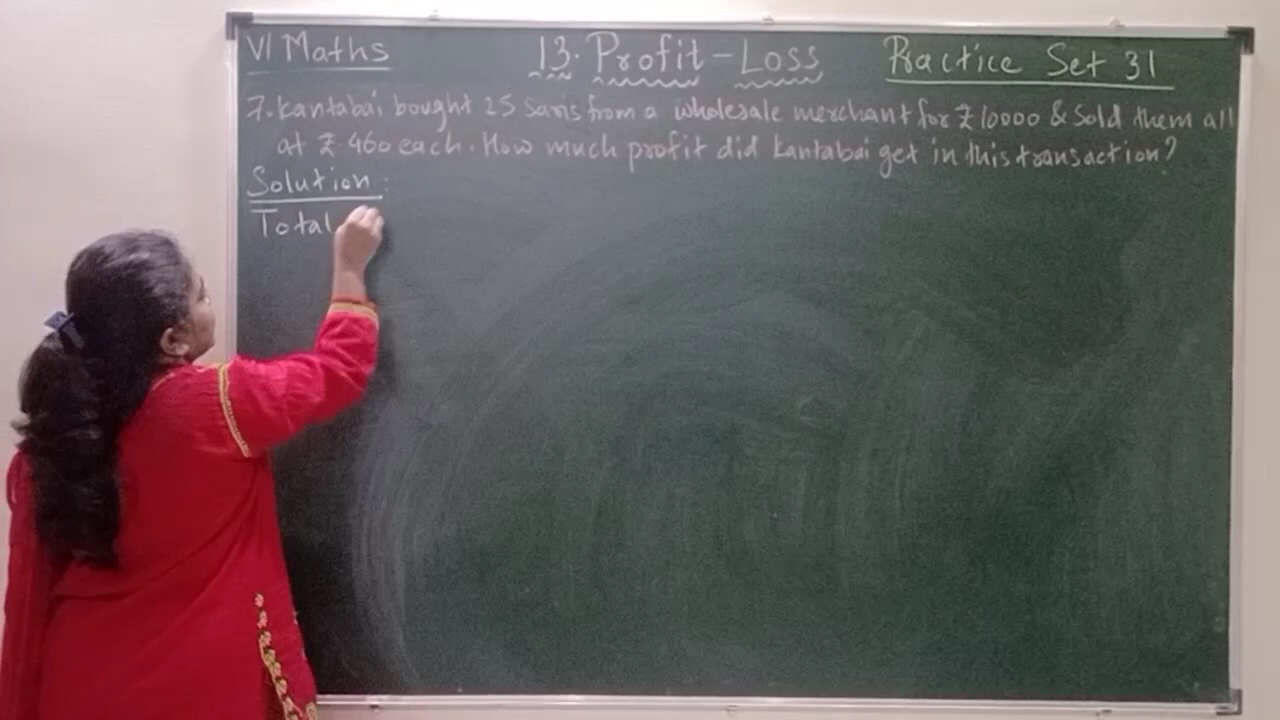 VI Maths
13. Profit - Loss
Practice Set 31
7. Kantabai bought 25 saris from a wholesale merchant for ₹ 10000 & Sold them all
at ₹ 460 each. How much profit did Kantabai get in this transaction?
Solution:
Total